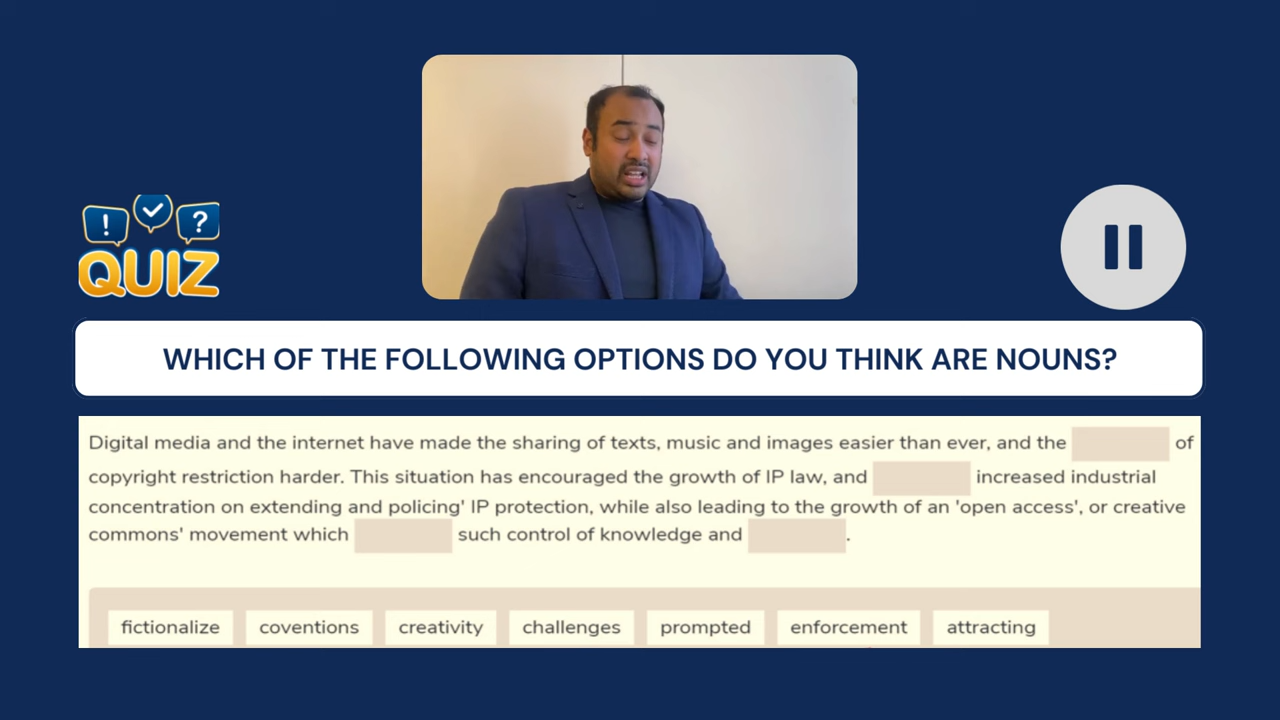 ! ?
QUIZ
WHICH OF THE FOLLOWING OPTIONS DO YOU THINK ARE NOUNS?
Digital media and the internet have made the sharing of texts, music and images easier than ever, and the of
copyright restriction harder. This situation has encouraged the growth of IP law, and increased industrial
concentration on extending and policing' IP protection, while also leading to the growth of an 'open access', or creative
commons' movement which such control of knowledge and .
fictionalize coventions creativity challenges prompted enforcement attracting